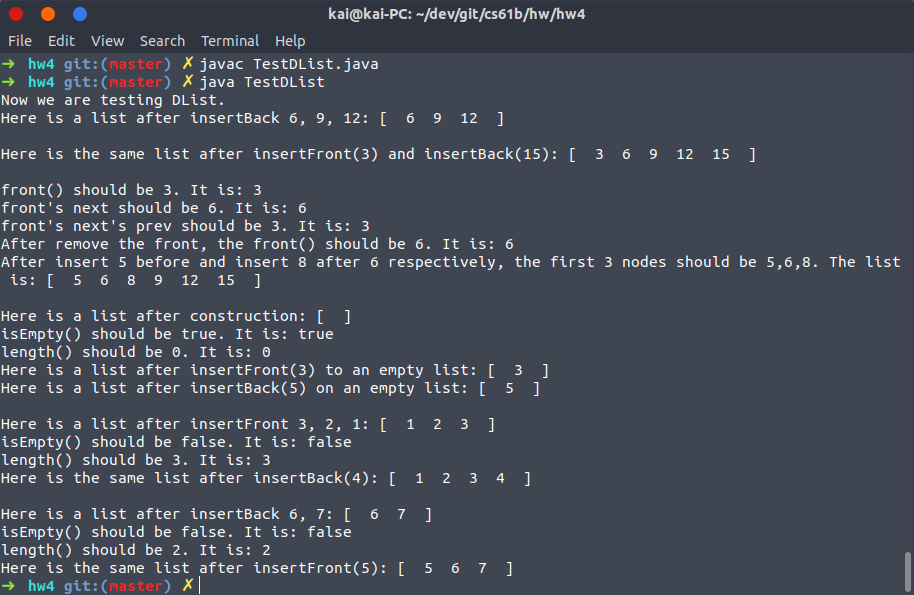 kai@kai-PC: ~/dev/git/cs61b/hw/hw4
File Edit View Search Terminal Help
➜ hw4 git:(master) ✗ javac TestDList.java
➜ hw4 git:(master) ✗ java TestDList
Now we are testing DList.
Here is a list after insertBack 6, 9, 12: [  6  9  12  ]
Here is the same list after insertFront(3) and insertBack(15): [  3  6  9  12  15  ]
front() should be 3. It is: 3
front's next should be 6. It is: 6
front's next's prev should be 3. It is: 3
After remove the front, the front() should be 6. It is: 6
After insert 5 before and insert 8 after 6 respectively, the first 3 nodes should be 5,6,8. The list
 is: [  5  6  8  9  12  15  ]
Here is a list after construction: [  ]
isEmpty() should be true. It is: true
length() should be 0. It is: 0
Here is a list after insertFront(3) to an empty list: [  3  ]
Here is a list after insertBack(5) on an empty list: [  5  ]
Here is a list after insertFront 3, 2, 1: [  1  2  3  ]
isEmpty() should be false. It is: false
length() should be 3. It is: 3
Here is the same list after insertBack(4): [  1  2  3  4  ]
Here is a list after insertBack 6, 7: [  6  7  ]
isEmpty() should be false. It is: false
length() should be 2. It is: 2
Here is the same list after insertFront(5): [  5  6  7  ]
➜ hw4 git:(master) ✗